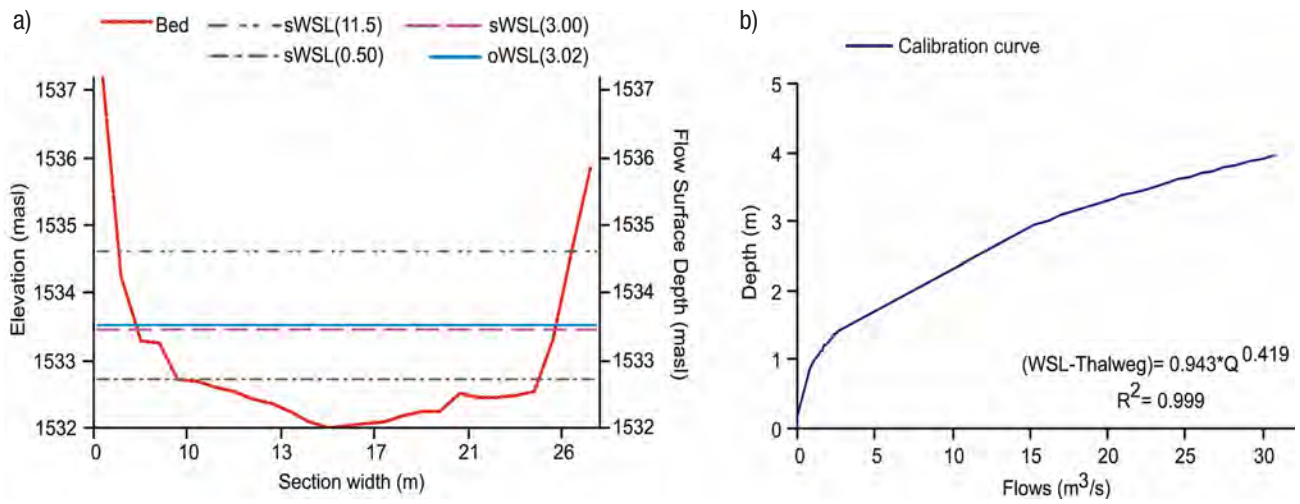 a)
Bed
sWSL(11.5)
sWSL(3.00)
sWSL(0.50)
oWSL(3.02)
1537
1536
1535
1534
1533
1532
Elevation (masl)
1537
1536
1535
1534
1533
1532
Flow Surface Depth (masl)
0 10 13 17 21 26
Section width (m)
b)
Calibration curve
5
4
3
2
1
0
Depth (m)
(WSL-Thalweg)= 0.943*Q^0.419
R^2= 0.999
0 5 10 15 20 25 30
Flows (m^3/s)